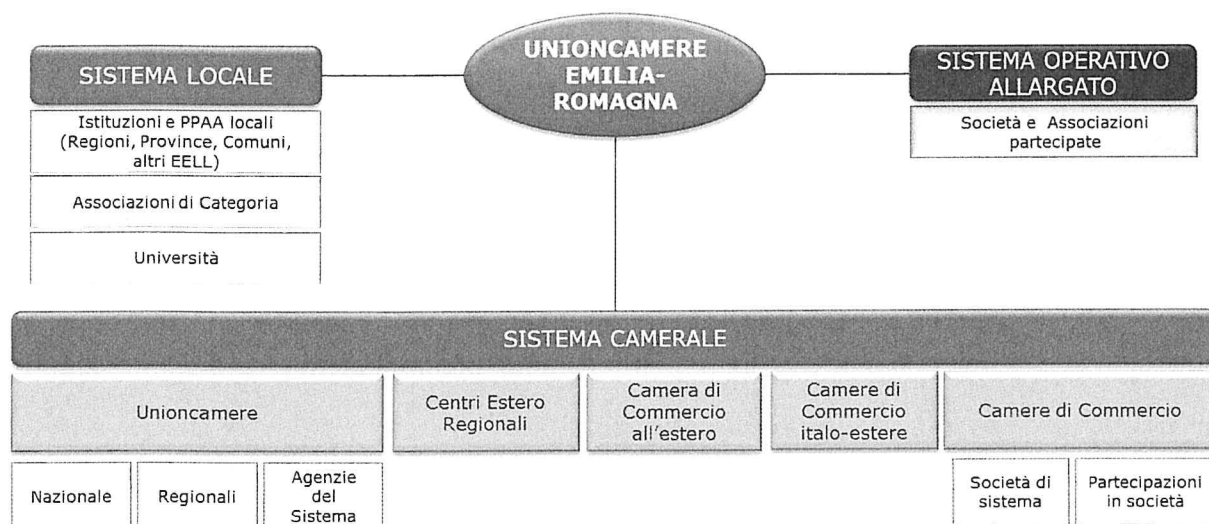 UNIONCAMERE
EMILIA-
ROMAGNA
SISTEMA LOCALE
Istituzioni e PPAA locali
(Regioni, Province, Comuni,
altri EELL)
Associazioni di Categoria
Università
SISTEMA OPERATIVO
ALLARGATO
Società e Associazioni
partecipate
SISTEMA CAMERALE
Unioncamere
Centri Estero
Regionali
Camera di
Commercio
all'estero
Camere di
Commercio
italo-estere
Camere di Commercio
Nazionale
Regionali
Agenzie
del
Sistema
Società di
sistema
Partecipazioni
in società